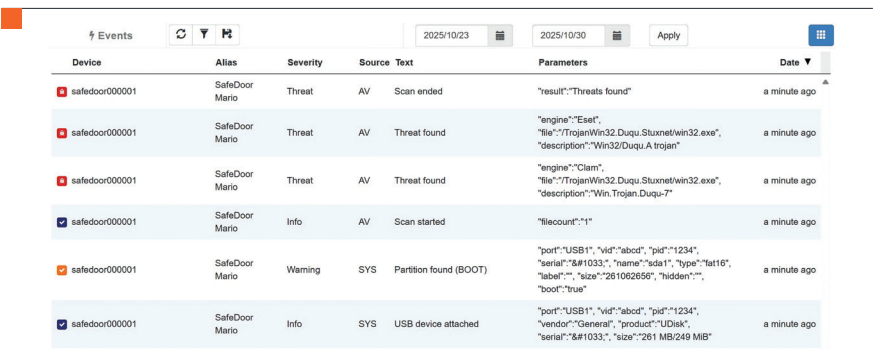 Events 2025/10/23 2025/10/30 Apply
Device Alias Severity Source Text Parameters Date ▼
safedoor000001 SafeDoor Mario Threat AV Scan ended "result":"Threats found" a minute ago
safedoor000001 SafeDoor Mario Threat AV Threat found "engine":"Eset",
"file":"/TrojanWin32.Duqu.Stuxnet/win32.exe",
"description":"Win32/Duqu.A trojan" a minute ago
safedoor000001 SafeDoor Mario Threat AV Threat found "engine":"Clam",
"file":"/TrojanWin32.Duqu.Stuxnet/win32.exe",
"description":"Win.Trojan.Duqu-7" a minute ago
safedoor000001 SafeDoor Mario Info AV Scan started "filecount":"1" a minute ago
safedoor000001 SafeDoor Mario Warning SYS Partition found (BOOT) "port":"USB1", "vid":"abcd", "pid":"1234",
"serial":"&#1033;", "name":"sda1", "type":"fat16",
"label":"", "size":"261062656", "hidden":"",
"boot":"true" a minute ago
safedoor000001 SafeDoor Mario Info SYS USB device attached "port":"USB1", "vid":"abcd", "pid":"1234",
"vendor":"General", "product":"UDisk",
"serial":"&#1033;", "size":"261 MB/249 MiB" a minute ago